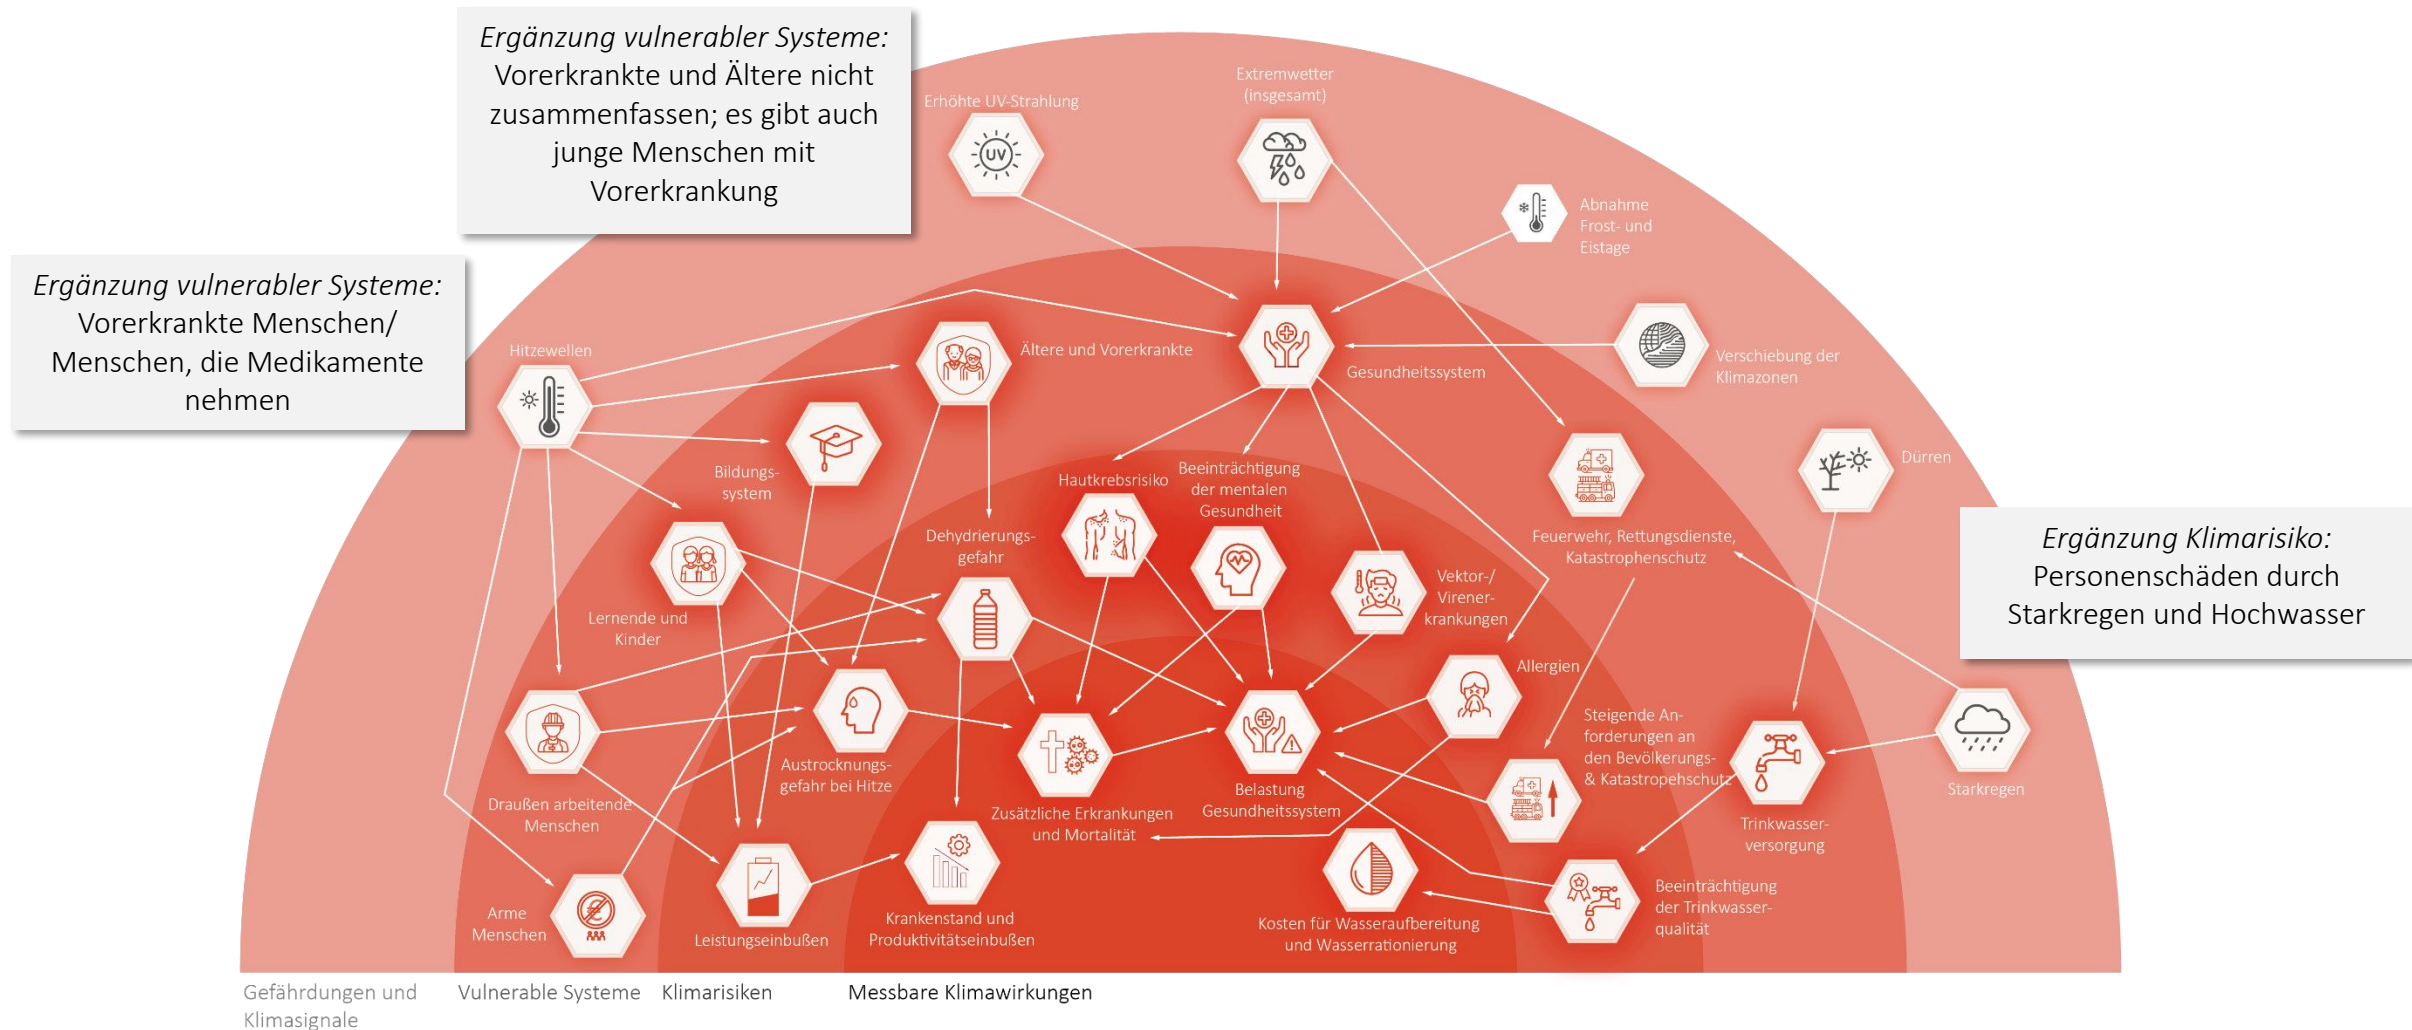 Ergänzung vulnerabler Systeme:
Vorerkrankte und Ältere nicht
zusammenfassen; es gibt auch
junge Menschen mit
Vorerkrankung
Ergänzung vulnerabler Systeme:
Vorerkrankte Menschen/
Menschen, die Medikamente
nehmen
Ergänzung Klimarisiko:
Personenschäden durch
Starkregen und Hochwasser
Erhöhte UV-Strahlung
UV
Extremwetter
(insgesamt)
Abnahme
Frost- und
Eistage
Hitzewellen
Ältere und Vorerkrankte
Gesundheitssystem
Verschiebung der
Klimazonen
Bildungs-
system
Hautkrebsrisiko
Beeinträchtigung
der mentalen
Gesundheit
Dürren
Dehydrierungs-
gefahr
Feuerwehr, Rettungsdienste,
Katastrophenschutz
Lernende und
Kinder
Vektor-/
Virener-
krankungen
Allergien
Steigende An-
forderungen an
den Bevölkerungs-
& Katastropehschutz
Austrocknungs-
gefahr bei Hitze
Draußen arbeitende
Menschen
Zusätzliche Erkrankungen
und Mortalität
Belastung
Gesundheitssystem
Trinkwasser-
versorgung
Starkregen
Arme
Menschen
Leistungseinbußen
Krankenstand und
Produktivitätseinbußen
Kosten für Wasseraufbereitung
und Wasserrationierung
Beeinträchtigung
der Trinkwasser-
qualität
Gefährdungen und
Klimasignale
Vulnerable Systeme
Klimarisiken
Messbare Klimawirkungen